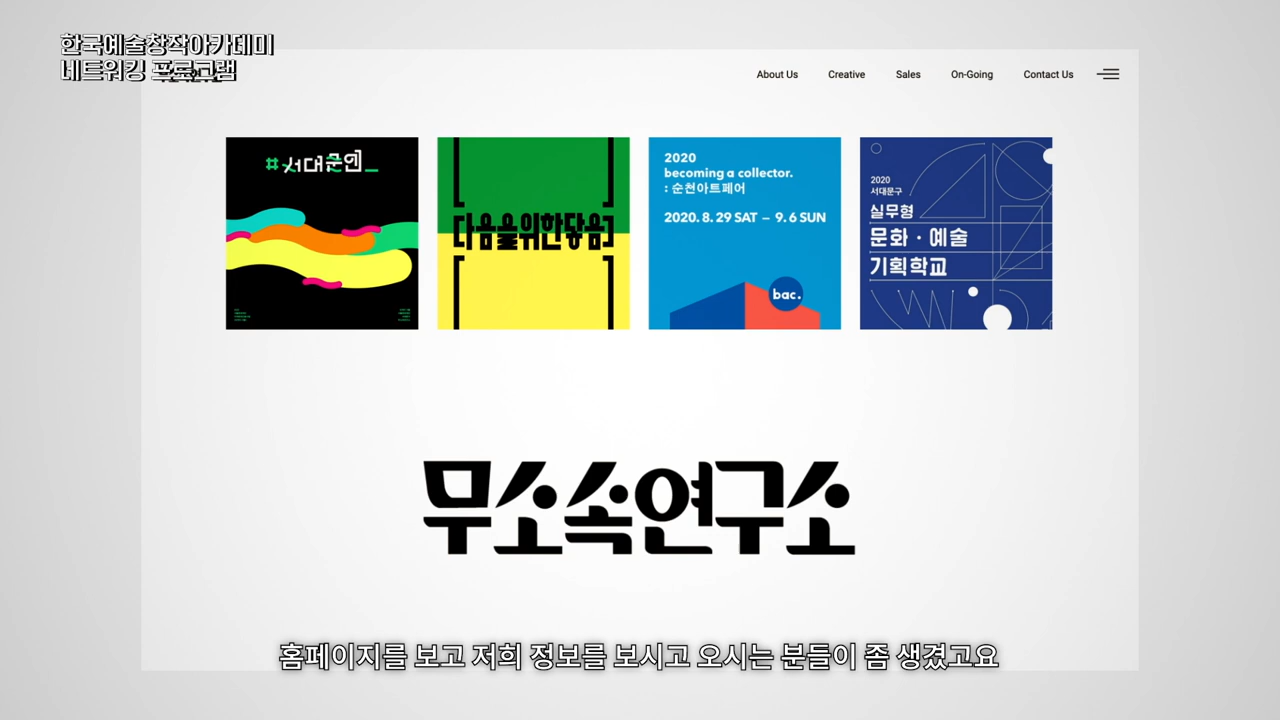 한국예술창작아카데미
네트워킹 프로그램
About Us Creative Sales On-Going Contact Us
#서대문엔_
다음을위한닿음
2020
becoming a collector.
: 순천아트페어
2020. 8. 29 SAT – 9. 6 SUN
bac.
2020
서대문구
실무형
문화 · 예술
기획학교
무소속연구소
홈페이지를 보고 저희 정보를 보시고 오시는 분들이 좀 생겼고요